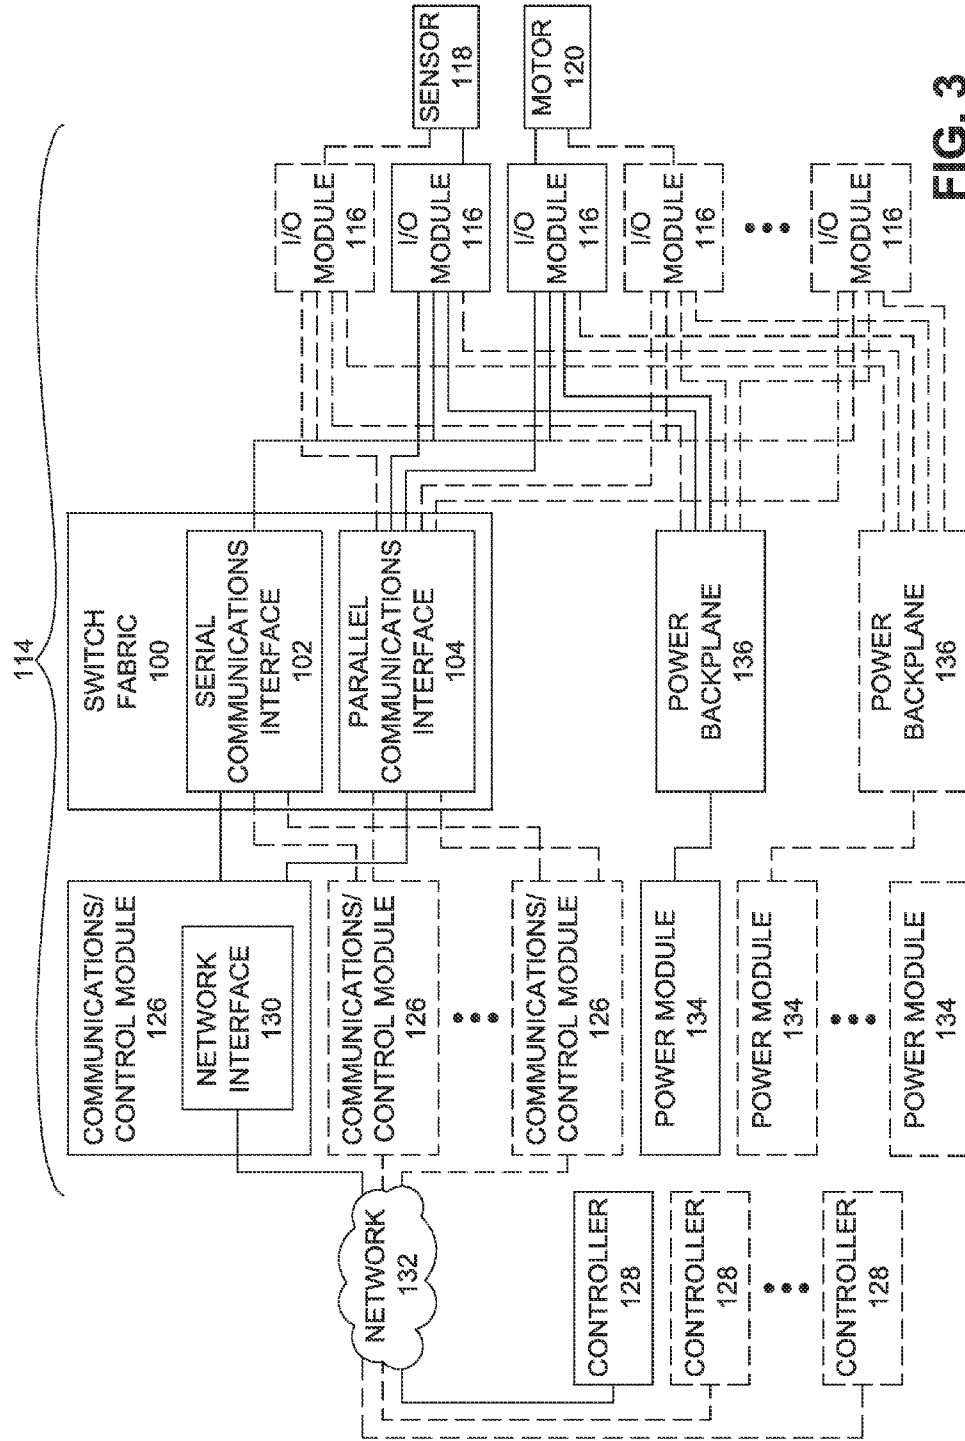 114
COMMUNICATIONS/
CONTROL MODULE
126
NETWORK
INTERFACE
130
SWITCH
FABRIC
100
SERIAL
COMMUNICATIONS
INTERFACE
102
PARALLEL
COMMUNICATIONS
INTERFACE
104
I/O
MODULE
116
SENSOR
118
I/O
MODULE
116
MOTOR
120
I/O
MODULE
116
I/O
MODULE
116
I/O
MODULE
116
NETWORK
132
COMMUNICATIONS/
CONTROL MODULE
126
COMMUNICATIONS/
CONTROL MODULE
126
CONTROLLER
128
CONTROLLER
128
CONTROLLER
128
POWER MODULE
134
POWER MODULE
134
POWER MODULE
134
POWER
BACKPLANE
136
POWER
BACKPLANE
136
FIG. 3